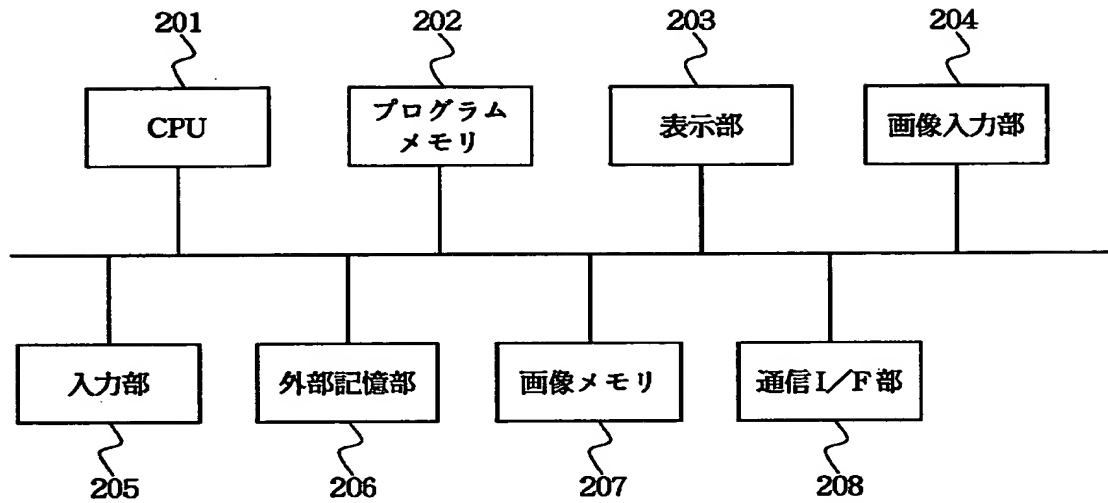 201
202
203
204
CPU
プログラム
メモリ
表示部
画像入力部
入力部
外部記憶部
画像メモリ
通信I／F部
205
206
207
208